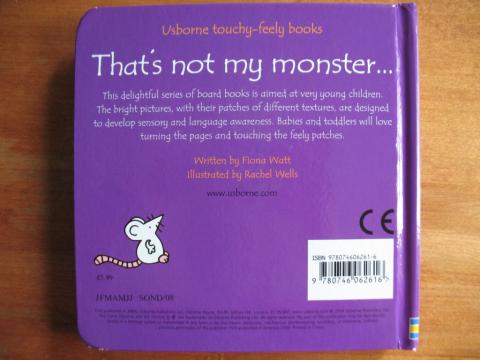 Usborne touchy-feely books
That's not my monster...
This delightful series of board books is aimed at very young children.
The bright pictures, with their patches of different textures, are designed
to develop sensory and language awareness. Babies and toddlers will love
turning the pages and touching the feely patches.
Written by Fiona Watt
Illustrated by Rachel Wells
www.usborne.com
CE
£5.99
JFMAMJJ SOND/08
ISBN 978074606261-6
9 780746 062616